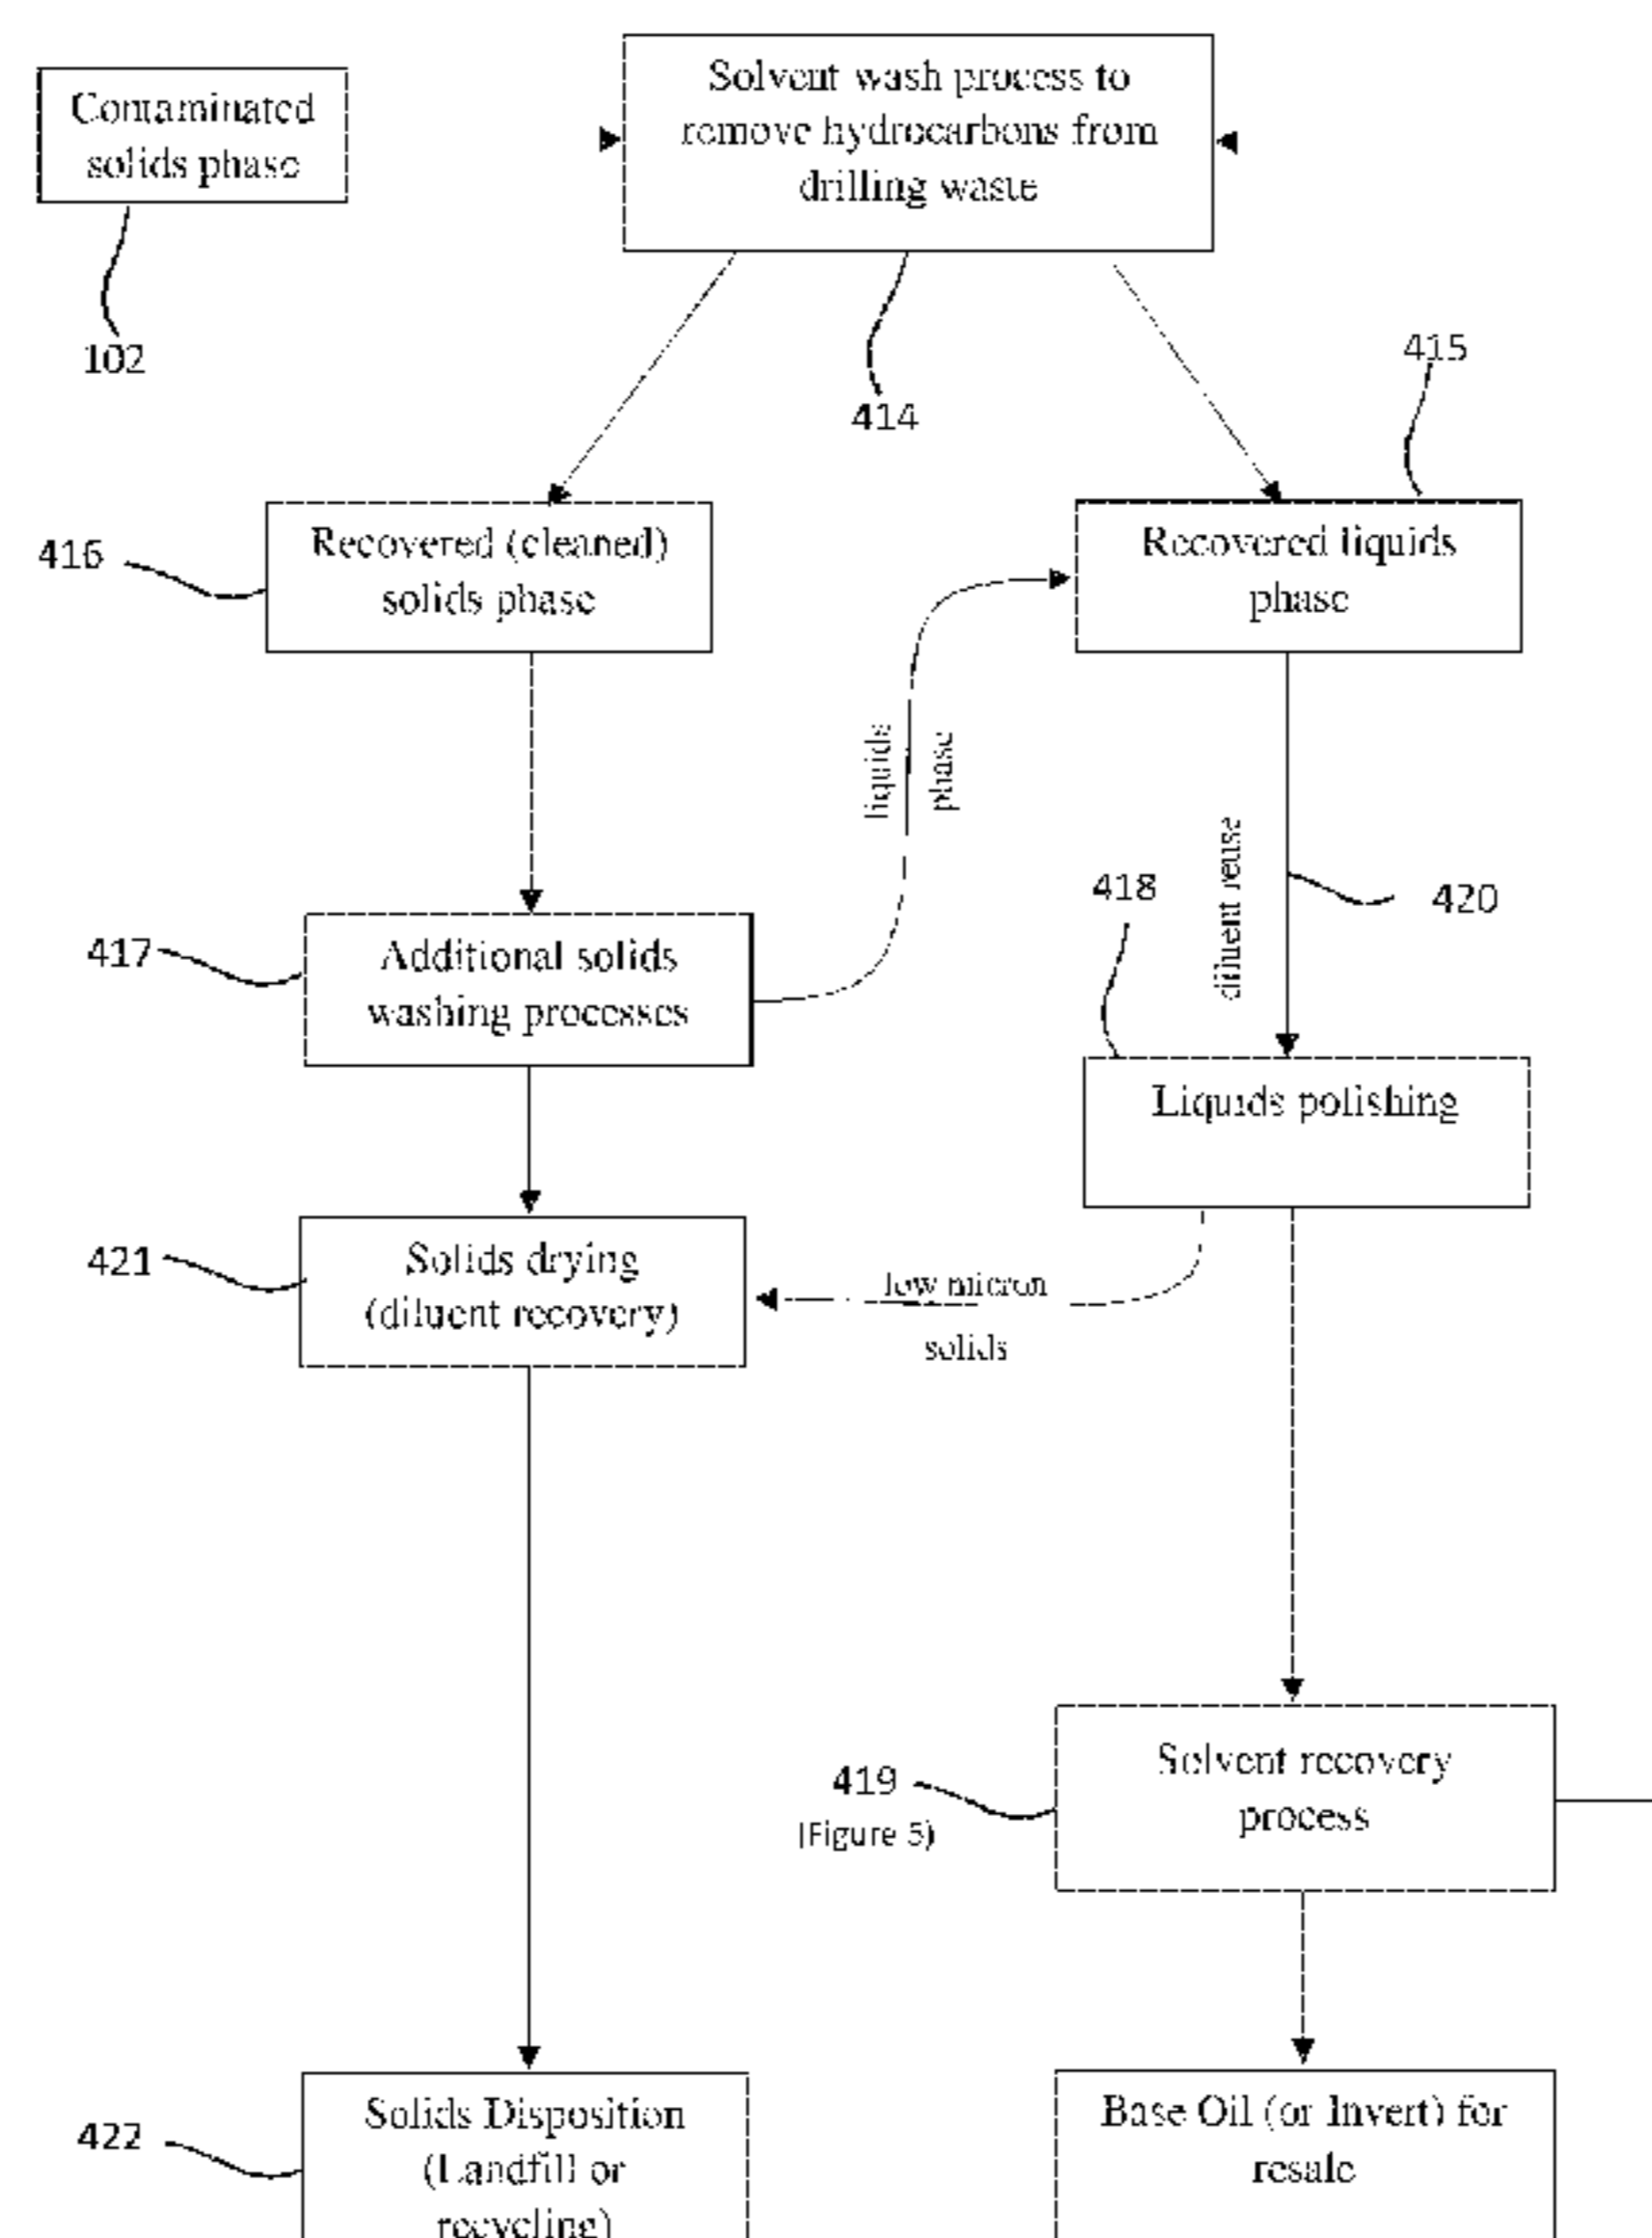 Contaminated
solids phase
102
Solvent wash process to
remove hydrocarbons from
drilling waste
414
415
416
Recovered (cleaned)
solids phase
Recovered liquids
phase
liquids
phase
diluent reuse
420
417
Additional solids
washing processes
418
Liquids polishing
421
Solids drying
(diluent recovery)
low micron
solids
419
(Figure 5)
Solvent recovery
process
422
Solids Disposition
(Landfill or
recycling)
Base Oil (or Invert) for
resale